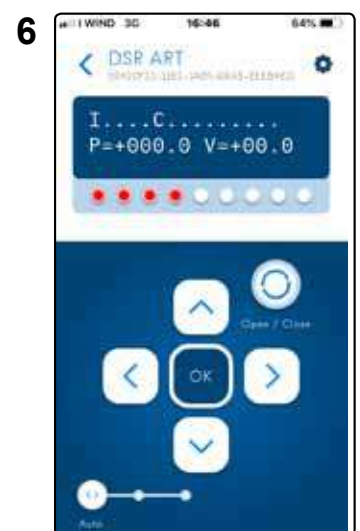 6
WIND 3G 16:46 64%
DSR ART
I....C.........
P=+000.0 V=+00.0
Open / Close
OK
Auto